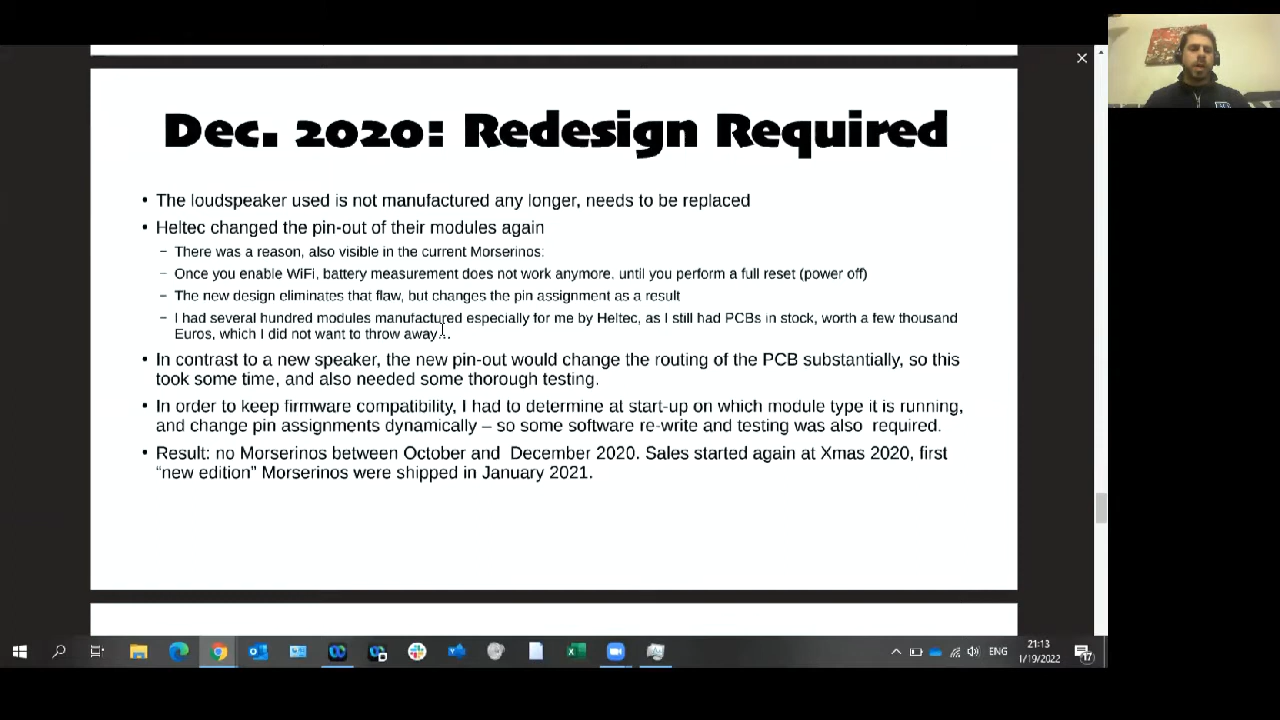 Dec. 2020: Redesign Required
• The loudspeaker used is not manufactured any longer, needs to be replaced
• Heltec changed the pin-out of their modules again
– There was a reason, also visible in the current Morserinos:
– Once you enable WiFi, battery measurement does not work anymore, until you perform a full reset (power off)
– The new design eliminates that flaw, but changes the pin assignment as a result
– I had several hundred modules manufactured especially for me by Heltec, as I still had PCBs in stock, worth a few thousand
Euros, which I did not want to throw away…
• In contrast to a new speaker, the new pin-out would change the routing of the PCB substantially, so this
took some time, and also needed some thorough testing.
• In order to keep firmware compatibility, I had to determine at start-up on which module type it is running,
and change pin assignments dynamically – so some software re-write and testing was also required.
• Result: no Morserinos between October and December 2020. Sales started again at Xmas 2020, first
“new edition” Morserinos were shipped in January 2021.
21:13
ENG
1/19/2022
17